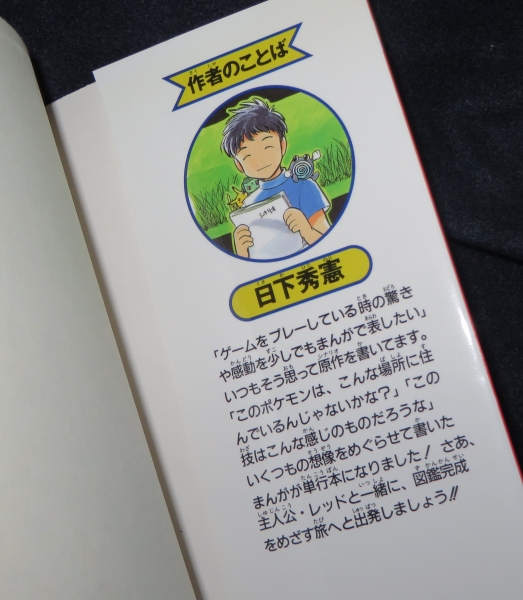 作者のことば
日下秀憲
「ゲームをプレーしている時の驚き
や感動を少しでもまんがで表したい」
いつもそう思って原作を書いてます。
「このポケモンは、こんな場所に住
んでいるんじゃないかな？」「この
技はこんな感じのものだろうな」
いくつもの想像をめぐらせて書いた
まんがが単行本になりました！さあ、
主人公・レッドと一緒に、図鑑完成
をめざす旅へと出発しましょう!!